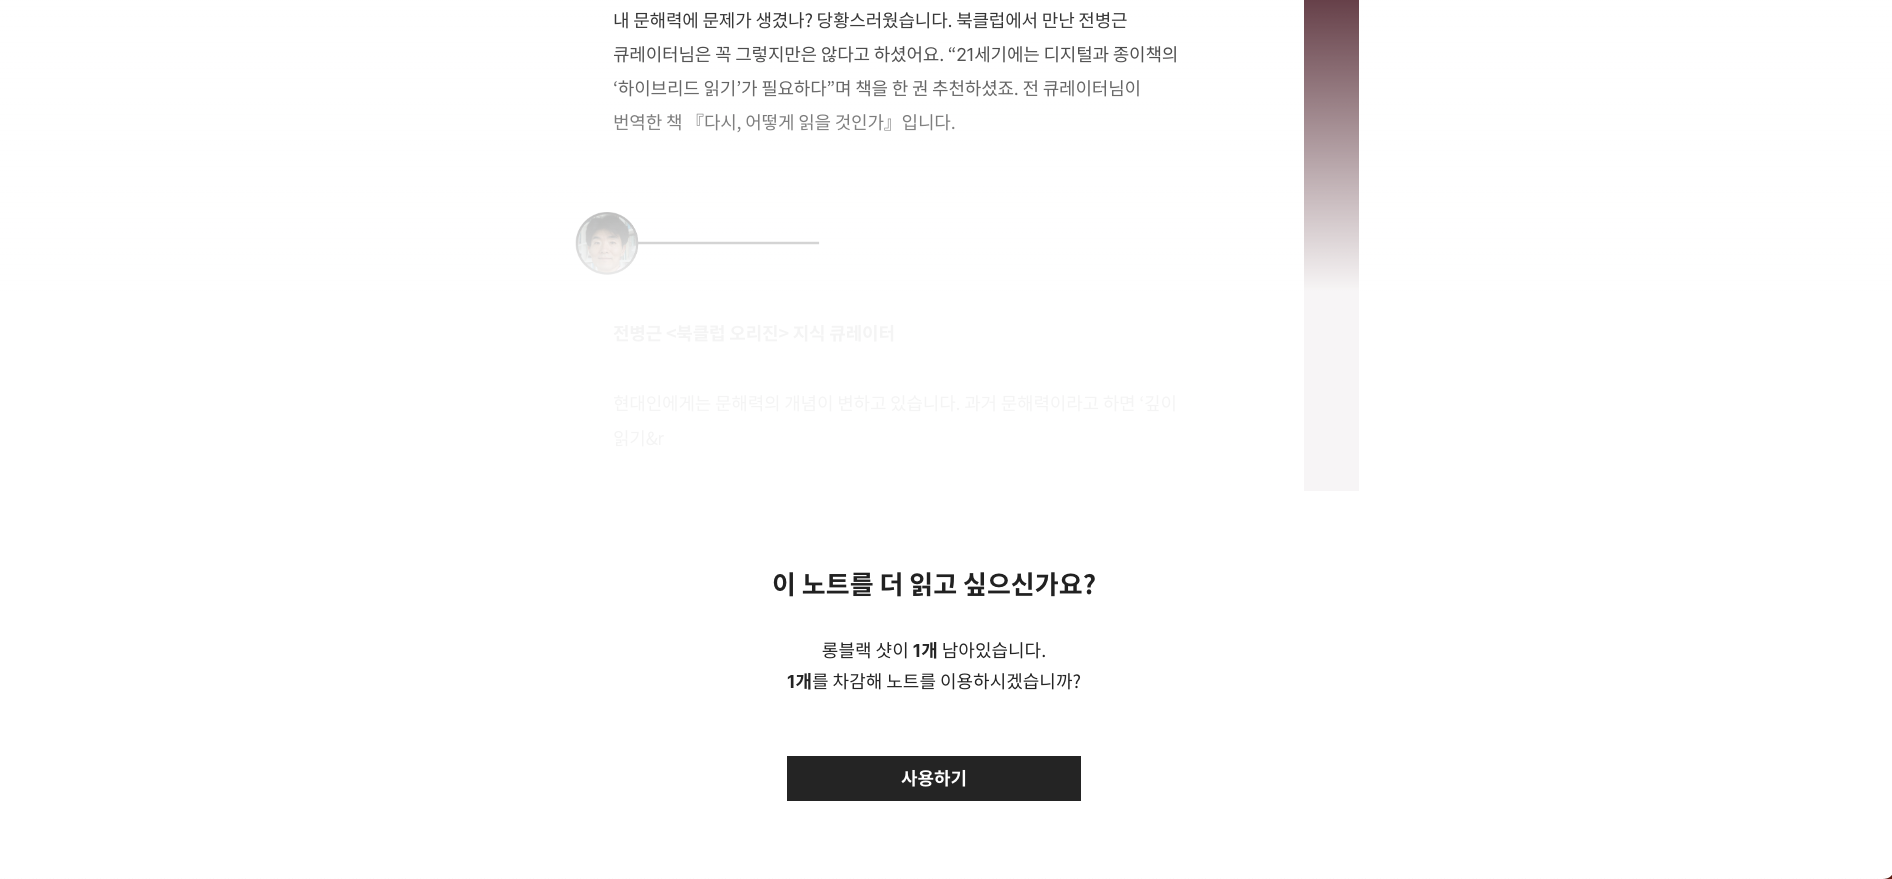 내 문해력에 문제가 생겼나? 당황스러웠습니다. 북클럽에서 만난 전병근
큐레이터님은 꼭 그렇지만은 않다고 하셨어요. “21세기에는 디지털과 종이책의
‘하이브리드 읽기’가 필요하다”며 책을 한 권 추천하셨죠. 전 큐레이터님이
번역한 책 『다시, 어떻게 읽을 것인가』입니다.
전병근 <북클럽 오리진> 지식 큐레이터
현대인에게는 문해력의 개념이 변하고 있습니다. 과거 문해력이라고 하면 ‘깊이
읽기&r
이 노트를 더 읽고 싶으신가요?
롱블랙 샷이 1개 남아있습니다.
1개를 차감해 노트를 이용하시겠습니까?
사용하기